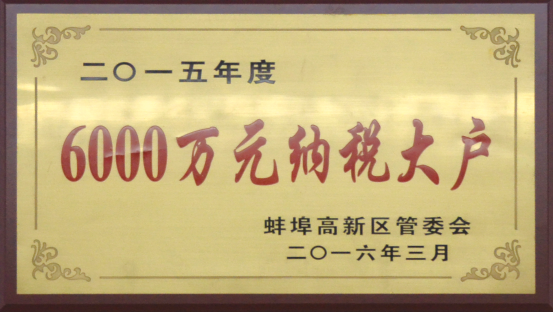 二〇一五年度
6000万元纳税大户
蚌埠高新区管委会
二〇一六年三月